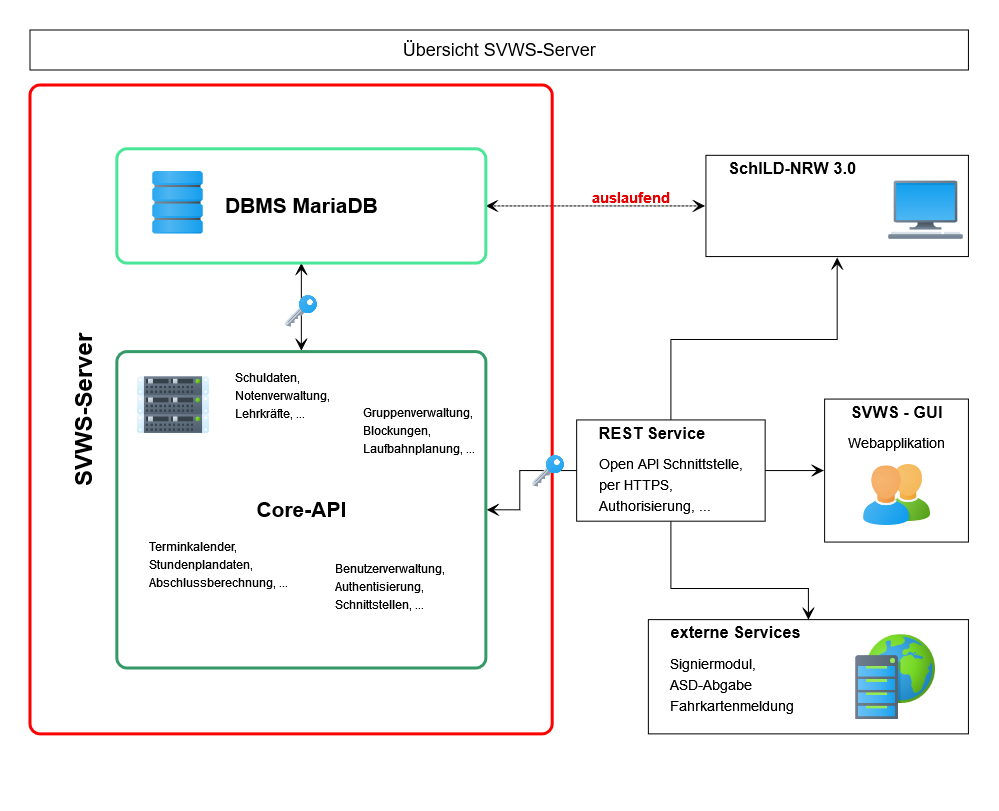 Übersicht SVWS-Server
SVWS-Server
DBMS MariaDB
auslaufend
SchILD-NRW 3.0
Schuldaten,
Notenverwaltung,
Lehrkräfte, ...
Gruppenverwaltung,
Blockungen,
Laufbahnplanung, ...
Core-API
Terminkalender,
Stundenplandaten,
Abschlussberechnung, ...
Benutzerverwaltung,
Authentisierung,
Schnittstellen, ...
REST Service
Open API Schnittstelle,
per HTTPS,
Authorisierung, ...
SVWS - GUI
Webapplikation
externe Services
Signiermodul,
ASD-Abgabe
Fahrkartenmeldung